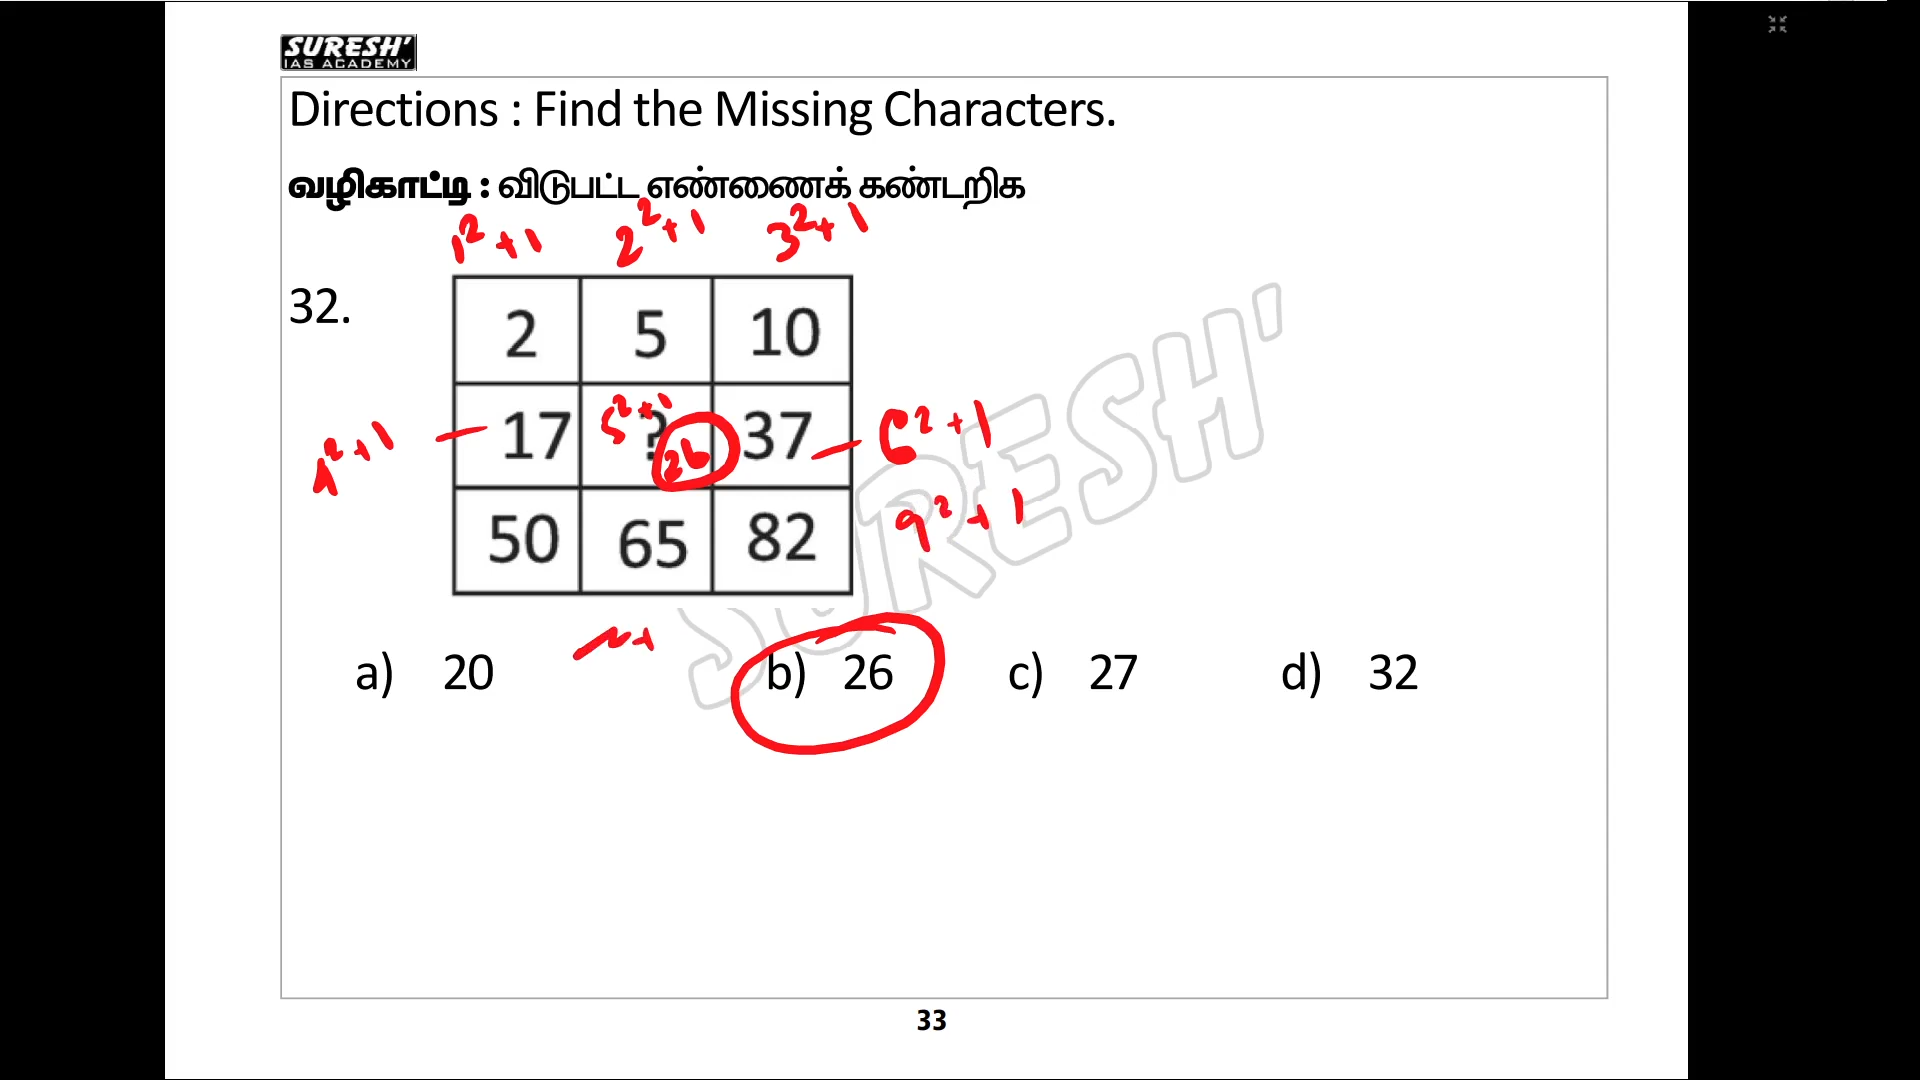 SURESH'
IAS ACADEMY
Directions : Find the Missing Characters.
வழிகாட்டி : விடுபட்ட எண்ணைக் கண்டறிக
1²+1 2²+1 3²+1
32.
2 5 10
4²+1 17 5²+1 ? 26 37 6²+1
50 65 82 9²+1
SURESH'
a) 20 b) 26 c) 27 d) 32
33